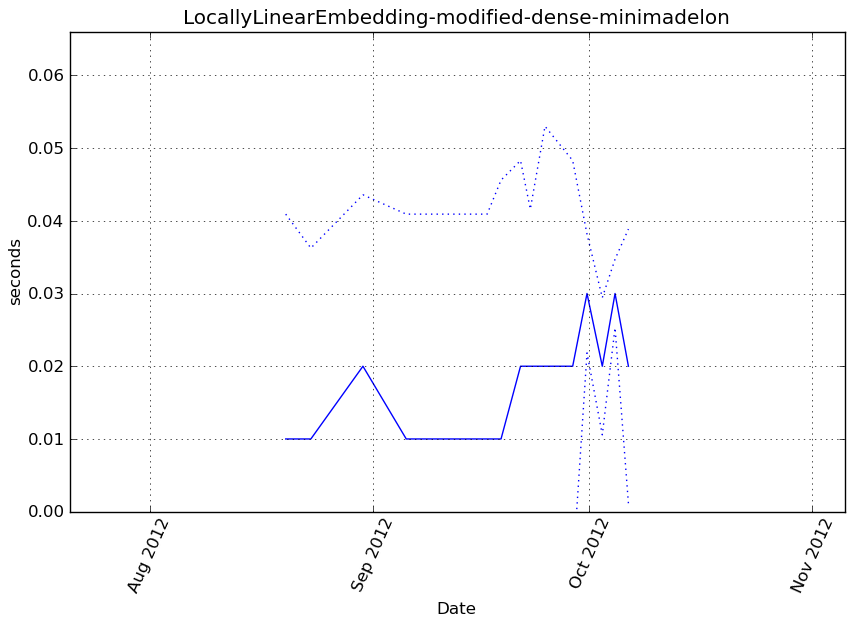 LocallyLinearEmbedding-modified-dense-minimadelon
0.06
0.05
0.04
0.03
0.02
0.01
0.00
seconds
Aug 2012
Sep 2012
Oct 2012
Nov 2012
Date